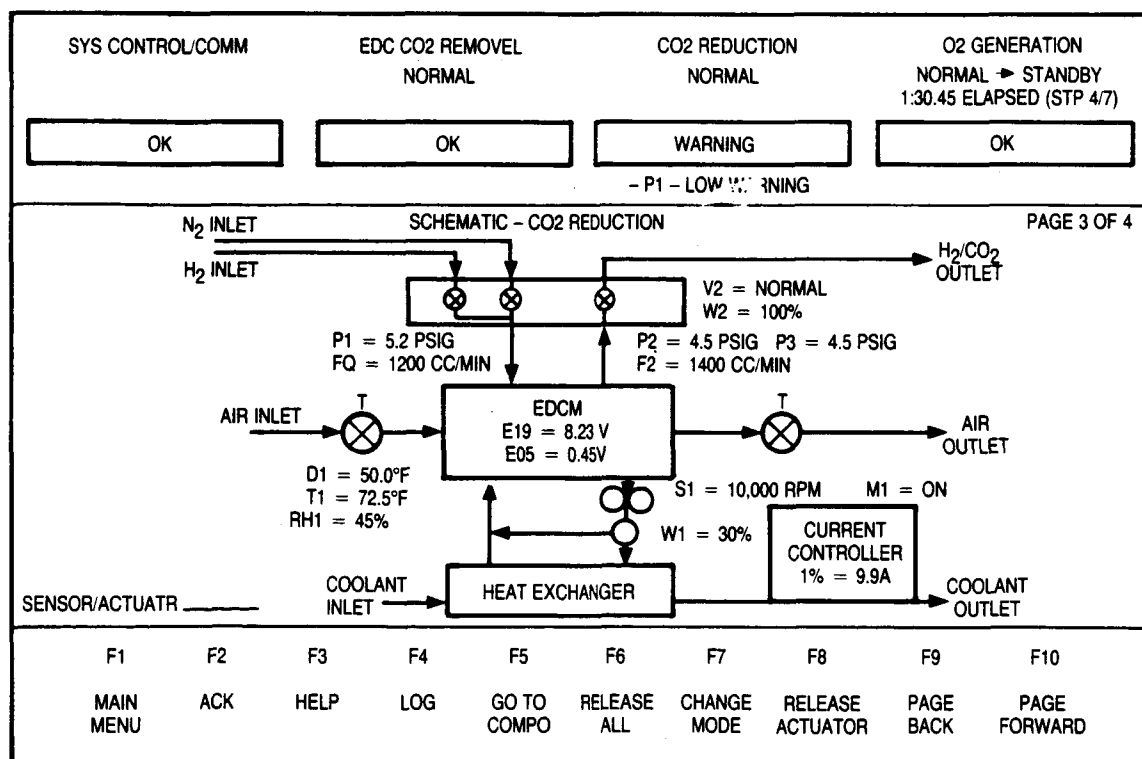 SYS CONTROL/COMM
OK
EDC CO2 REMOVEL
NORMAL
OK
CO2 REDUCTION
NORMAL
WARNING
– P1 – LOW WARNING
O2 GENERATION
NORMAL → STANDBY
1:30.45 ELAPSED (STP 4/7)
OK
SCHEMATIC – CO2 REDUCTION
PAGE 3 OF 4
N2 INLET
H2 INLET
H2/CO2
OUTLET
V2 = NORMAL
W2 = 100%
P1 = 5.2 PSIG
FQ = 1200 CC/MIN
P2 = 4.5 PSIG P3 = 4.5 PSIG
F2 = 1400 CC/MIN
AIR INLET
T
EDCM
E19 = 8.23 V
E05 = 0.45V
T
AIR
OUTLET
D1 = 50.0°F
T1 = 72.5°F
RH1 = 45%
S1 = 10,000 RPM
M1 = ON
W1 = 30%
CURRENT
CONTROLLER
1% = 9.9A
COOLANT
INLET
HEAT EXCHANGER
COOLANT
OUTLET
SENSOR/ACTUATR ______
F1
MAIN
MENU
F2
ACK
F3
HELP
F4
LOG
F5
GO TO
COMPO
F6
RELEASE
ALL
F7
CHANGE
MODE
F8
RELEASE
ACTUATOR
F9
PAGE
BACK
F10
PAGE
FORWARD